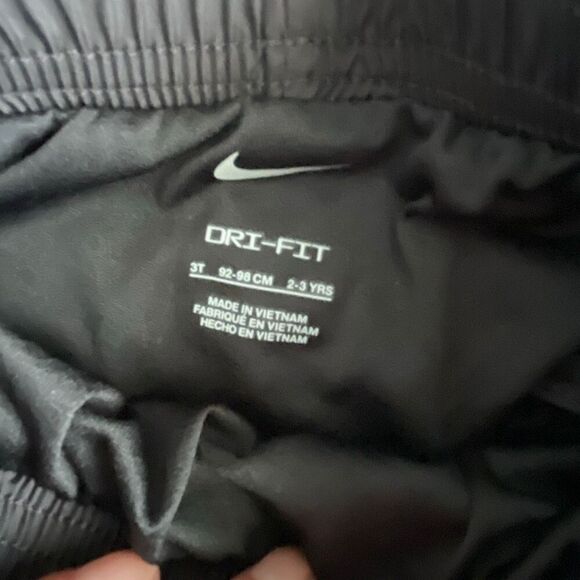 DRI-FIT
3T 92-98 CM 2-3 YRS
MADE IN VIETNAM
FABRIQUÉ EN VIETNAM
HECHO EN VIETNAM